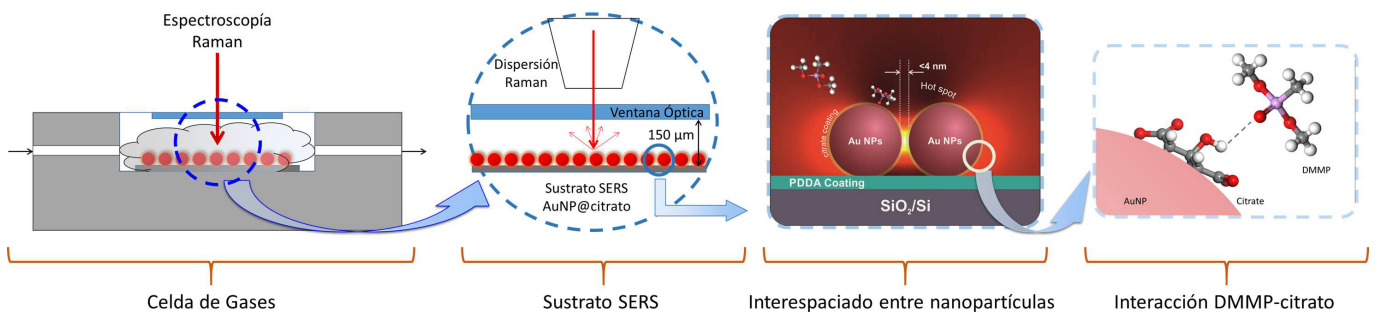 Espectroscopía
Raman
Celda de Gases
Dispersión
Raman
Ventana Óptica
150 µm
Sustrato SERS
AuNP@citrato
Sustrato SERS
<4 nm
Hot spot
citrate coating
Au NPs
Au NPs
PDDA Coating
SiO2/Si
Interespaciado entre nanopartículas
DMMP
AuNP
Citrate
Interacción DMMP-citrato